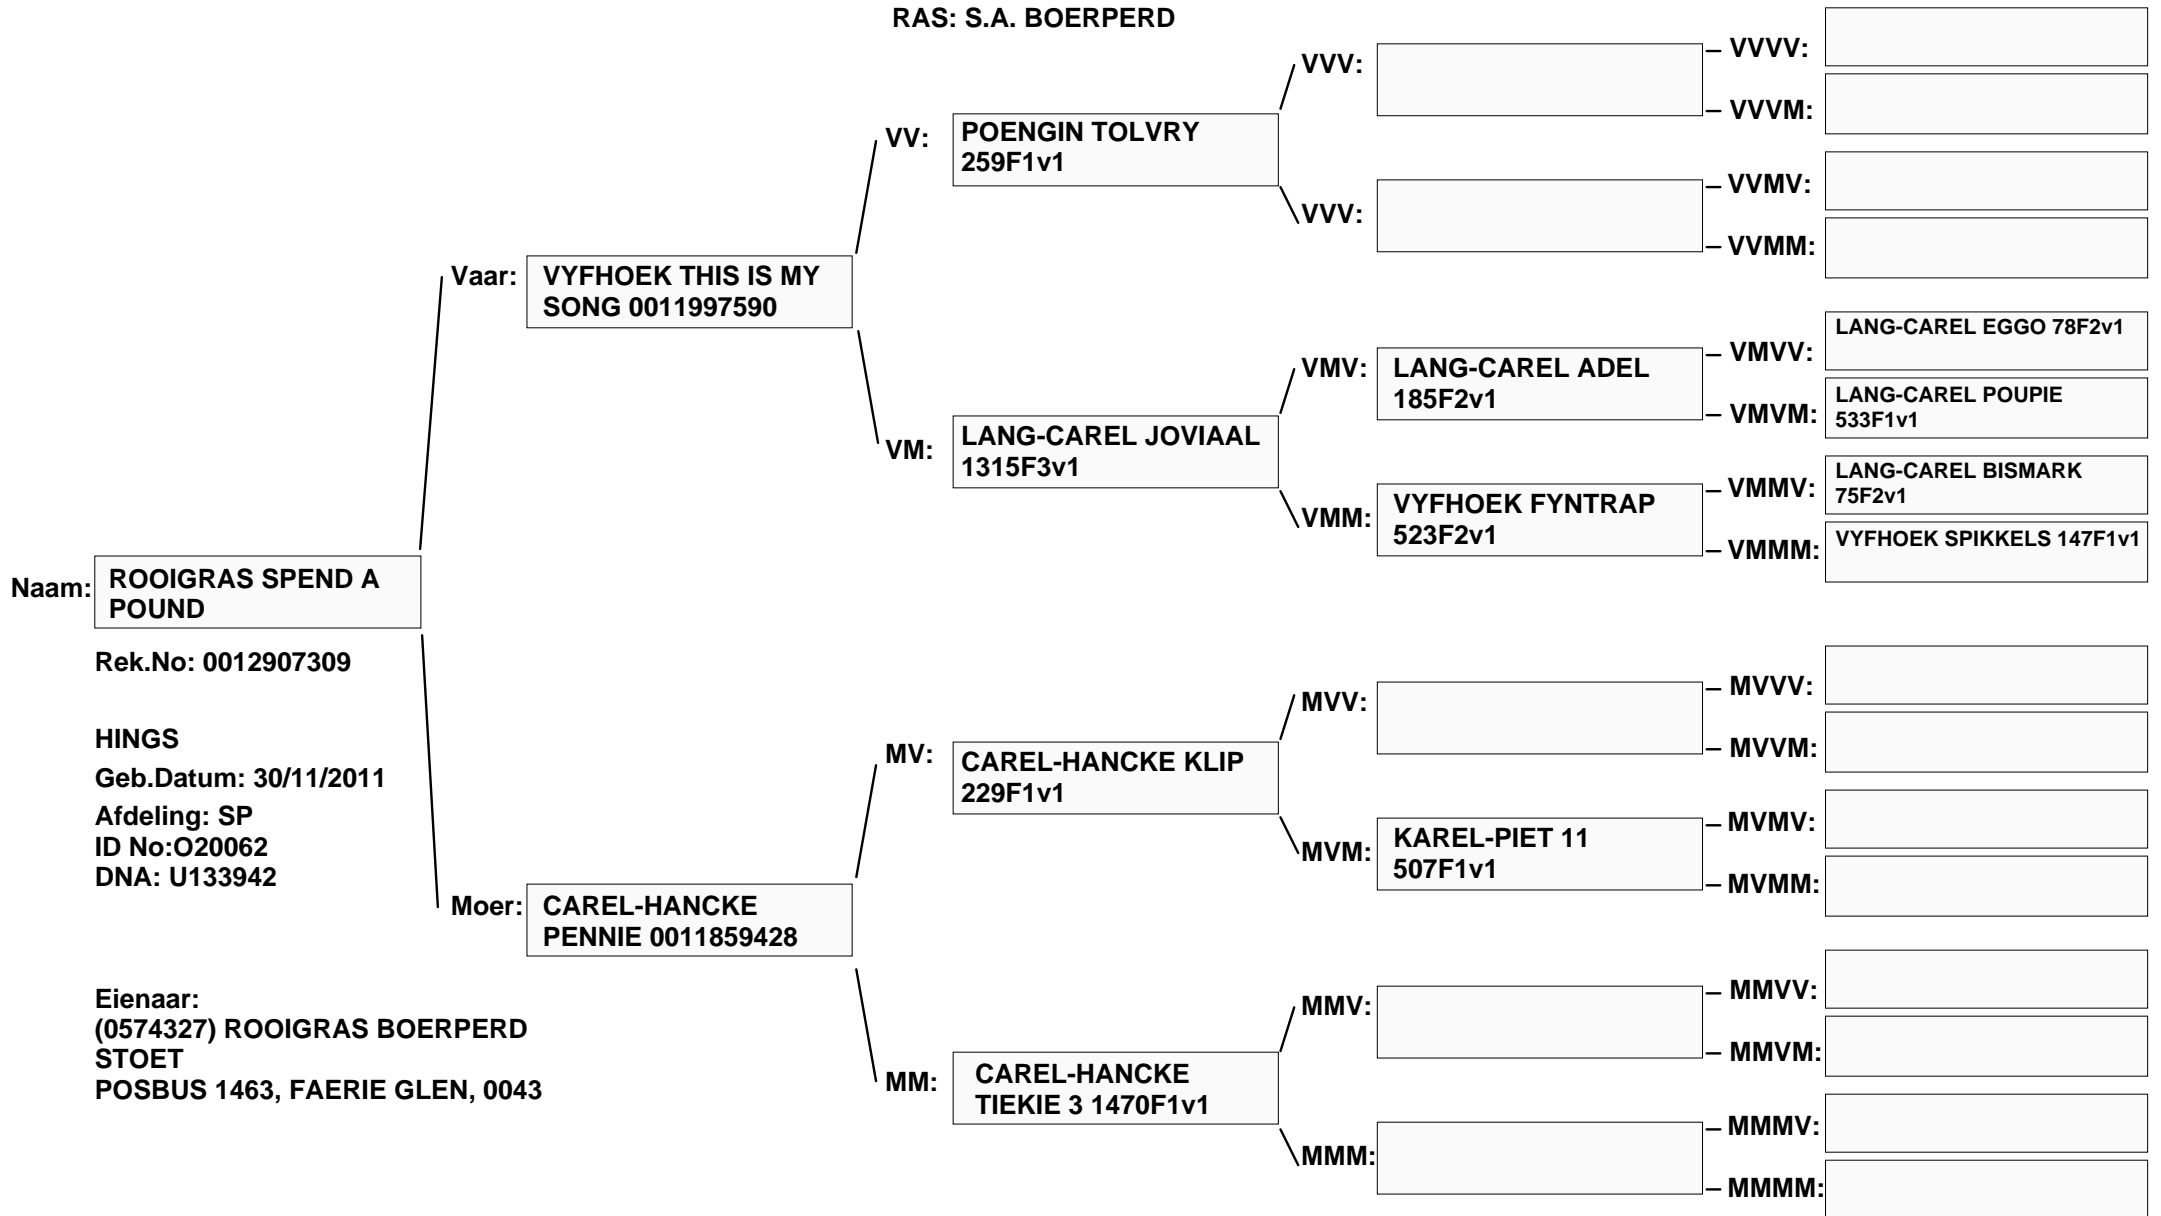 RAS: S.A. BOERPERD
Naam:
ROOIGRAS SPEND A
POUND
Rek.No: 0012907309
HINGS
Geb.Datum: 30/11/2011
Afdeling: SP
ID No:O20062
DNA: U133942
Eienaar:
(0574327) ROOIGRAS BOERPERD
STOET
POSBUS 1463, FAERIE GLEN, 0043
Vaar:
VYFHOEK THIS IS MY
SONG 0011997590
Moer:
CAREL-HANCKE
PENNIE 0011859428
VV:
POENGIN TOLVRY
259F1v1
VM:
LANG-CAREL JOVIAAL
1315F3v1
MV:
CAREL-HANCKE KLIP
229F1v1
MM:
CAREL-HANCKE
TIEKIE 3 1470F1v1
VVV:
VVV:
VMV:
LANG-CAREL ADEL
185F2v1
VMM:
VYFHOEK FYNTRAP
523F2v1
MVV:
MVM:
KAREL-PIET 11
507F1v1
MMV:
MMM:
VVVV:
VVVM:
VVMV:
VVMM:
VMVV:
LANG-CAREL EGGO 78F2v1
VMVM:
LANG-CAREL POUPIE
533F1v1
VMMV:
LANG-CAREL BISMARK
75F2v1
VMMM:
VYFHOEK SPIKKELS 147F1v1
MVVV:
MVVM:
MVMV:
MVMM:
MMVV:
MMVM:
MMMV:
MMMM: